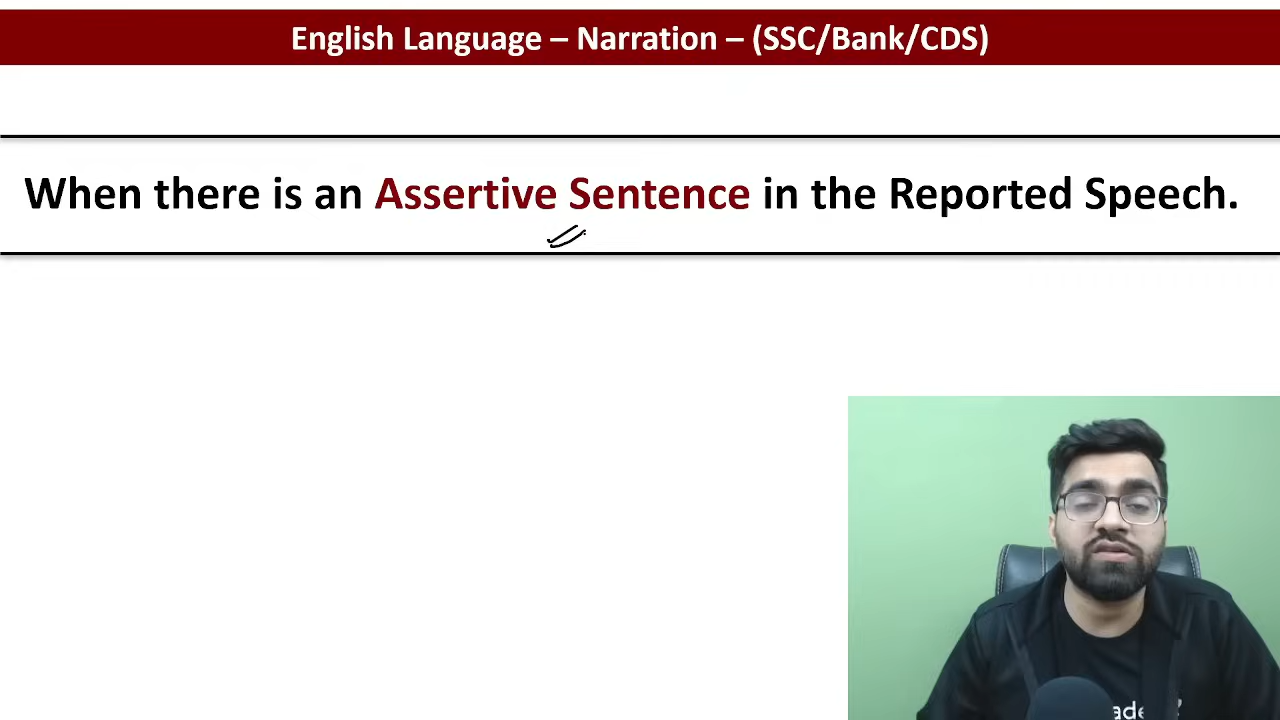 English Language – Narration – (SSC/Bank/CDS)
When there is an Assertive Sentence in the Reported Speech.